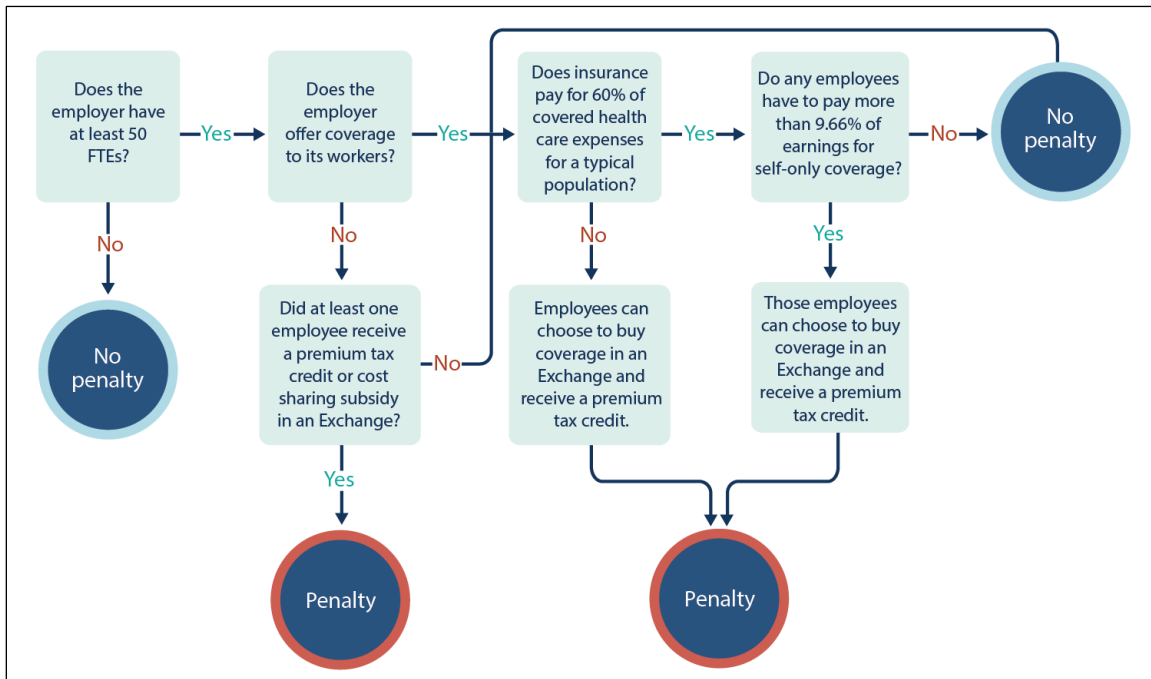 Does the
employer have
at least 50
FTEs?
Yes
Does the
employer
offer coverage
to its workers?
Yes
Does insurance
pay for 60% of
covered health
care expenses
for a typical
population?
Yes
Do any employees
have to pay more
than 9.66% of
earnings for
self-only coverage?
No
No
penalty
No
No
penalty
No
Did at least one
employee receive
a premium tax
credit or cost
sharing subsidy
in an Exchange?
No
Yes
Penalty
No
Employees can
choose to buy
coverage in an
Exchange and
receive a premium
tax credit.
Yes
Those employees
can choose to buy
coverage in an
Exchange and
receive a premium
tax credit.
Penalty